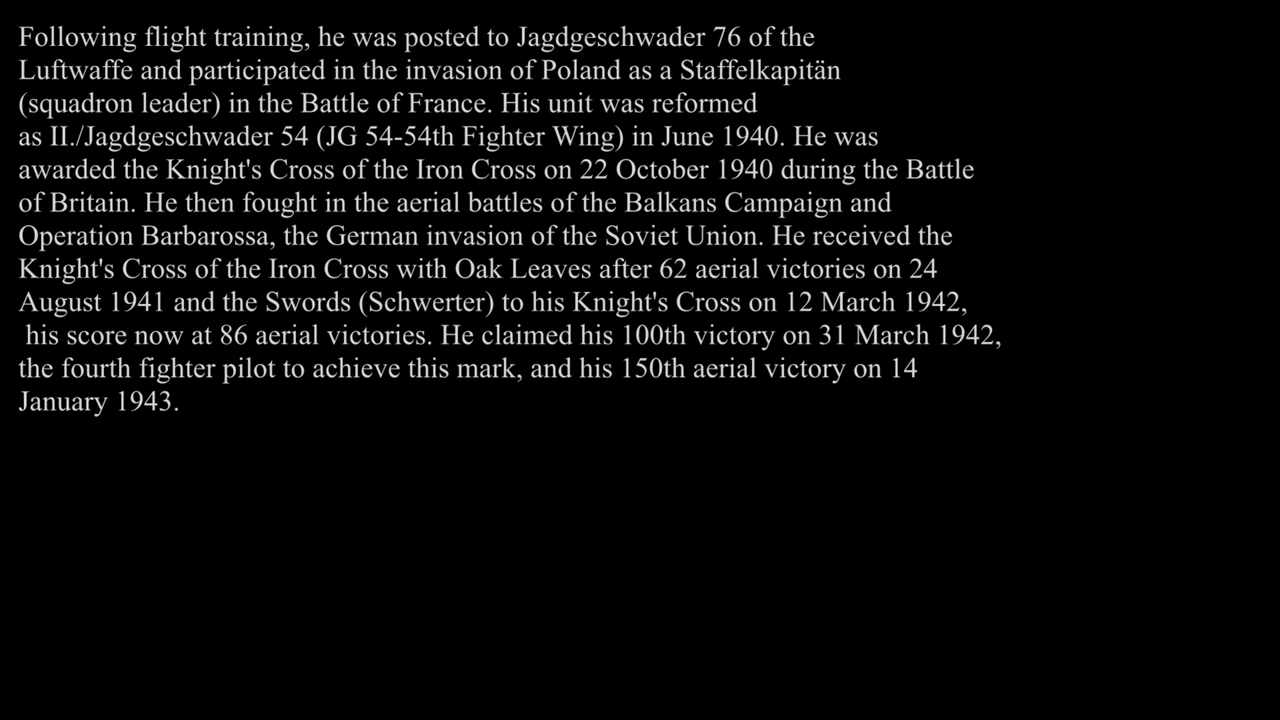 Following flight training, he was posted to Jagdgeschwader 76 of the
Luftwaffe and participated in the invasion of Poland as a Staffelkapitän
(squadron leader) in the Battle of France. His unit was reformed
as II./Jagdgeschwader 54 (JG 54-54th Fighter Wing) in June 1940. He was
awarded the Knight's Cross of the Iron Cross on 22 October 1940 during the Battle
of Britain. He then fought in the aerial battles of the Balkans Campaign and
Operation Barbarossa, the German invasion of the Soviet Union. He received the
Knight's Cross of the Iron Cross with Oak Leaves after 62 aerial victories on 24
August 1941 and the Swords (Schwerter) to his Knight's Cross on 12 March 1942,
his score now at 86 aerial victories. He claimed his 100th victory on 31 March 1942,
the fourth fighter pilot to achieve this mark, and his 150th aerial victory on 14
January 1943.